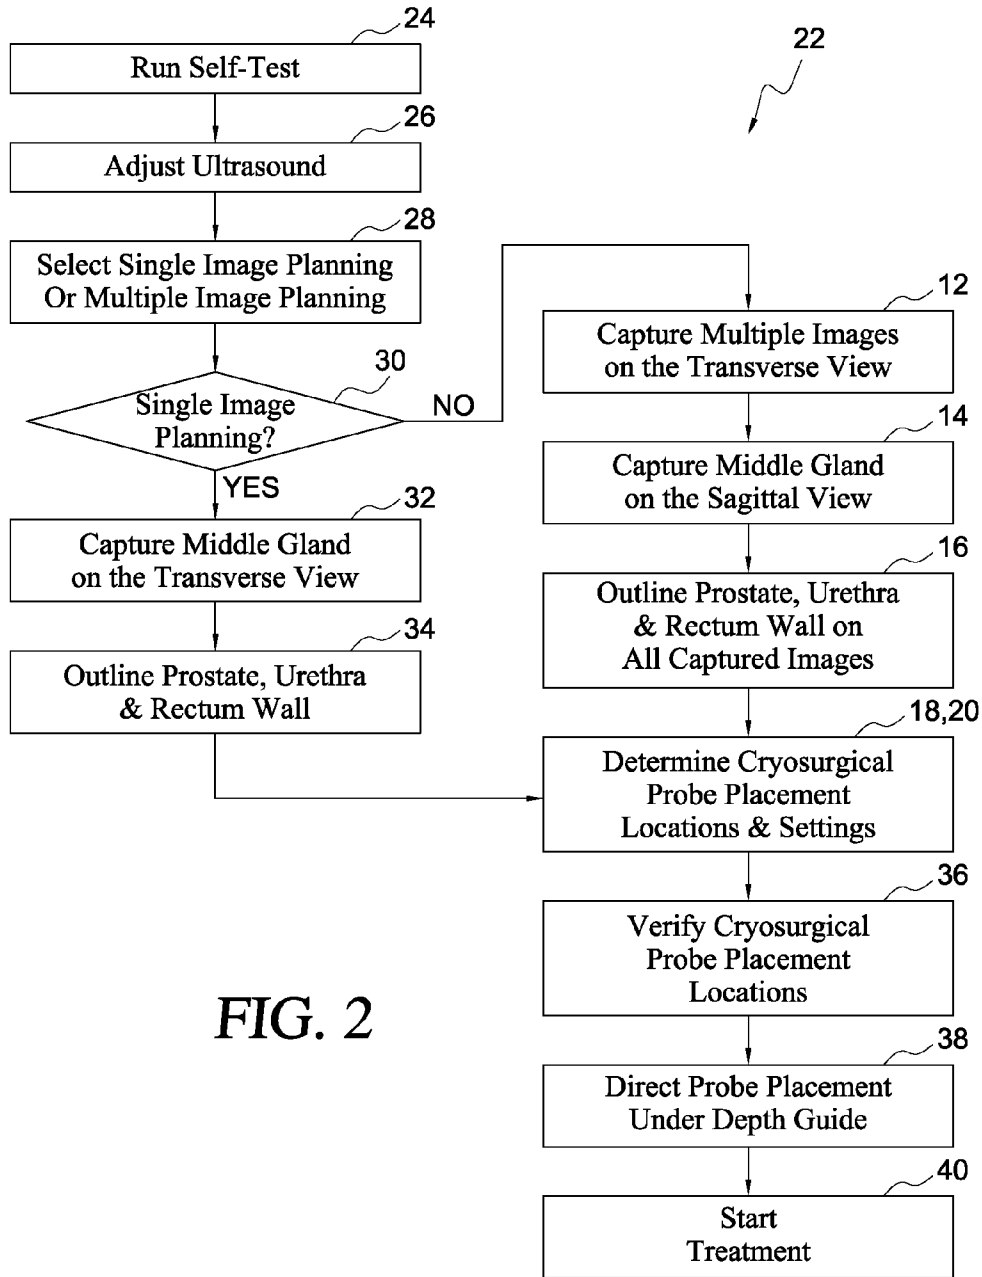 24
Run Self-Test
22
26
Adjust Ultrasound
28
Select Single Image Planning
Or Multiple Image Planning
30
Single Image
Planning?
NO
YES
32
Capture Middle Gland
on the Transverse View
34
Outline Prostate, Urethra
& Rectum Wall
12
Capture Multiple Images
on the Transverse View
14
Capture Middle Gland
on the Sagittal View
16
Outline Prostate, Urethra
& Rectum Wall on
All Captured Images
18,20
Determine Cryosurgical
Probe Placement
Locations & Settings
36
Verify Cryosurgical
Probe Placement
Locations
38
Direct Probe Placement
Under Depth Guide
40
Start
Treatment
FIG. 2